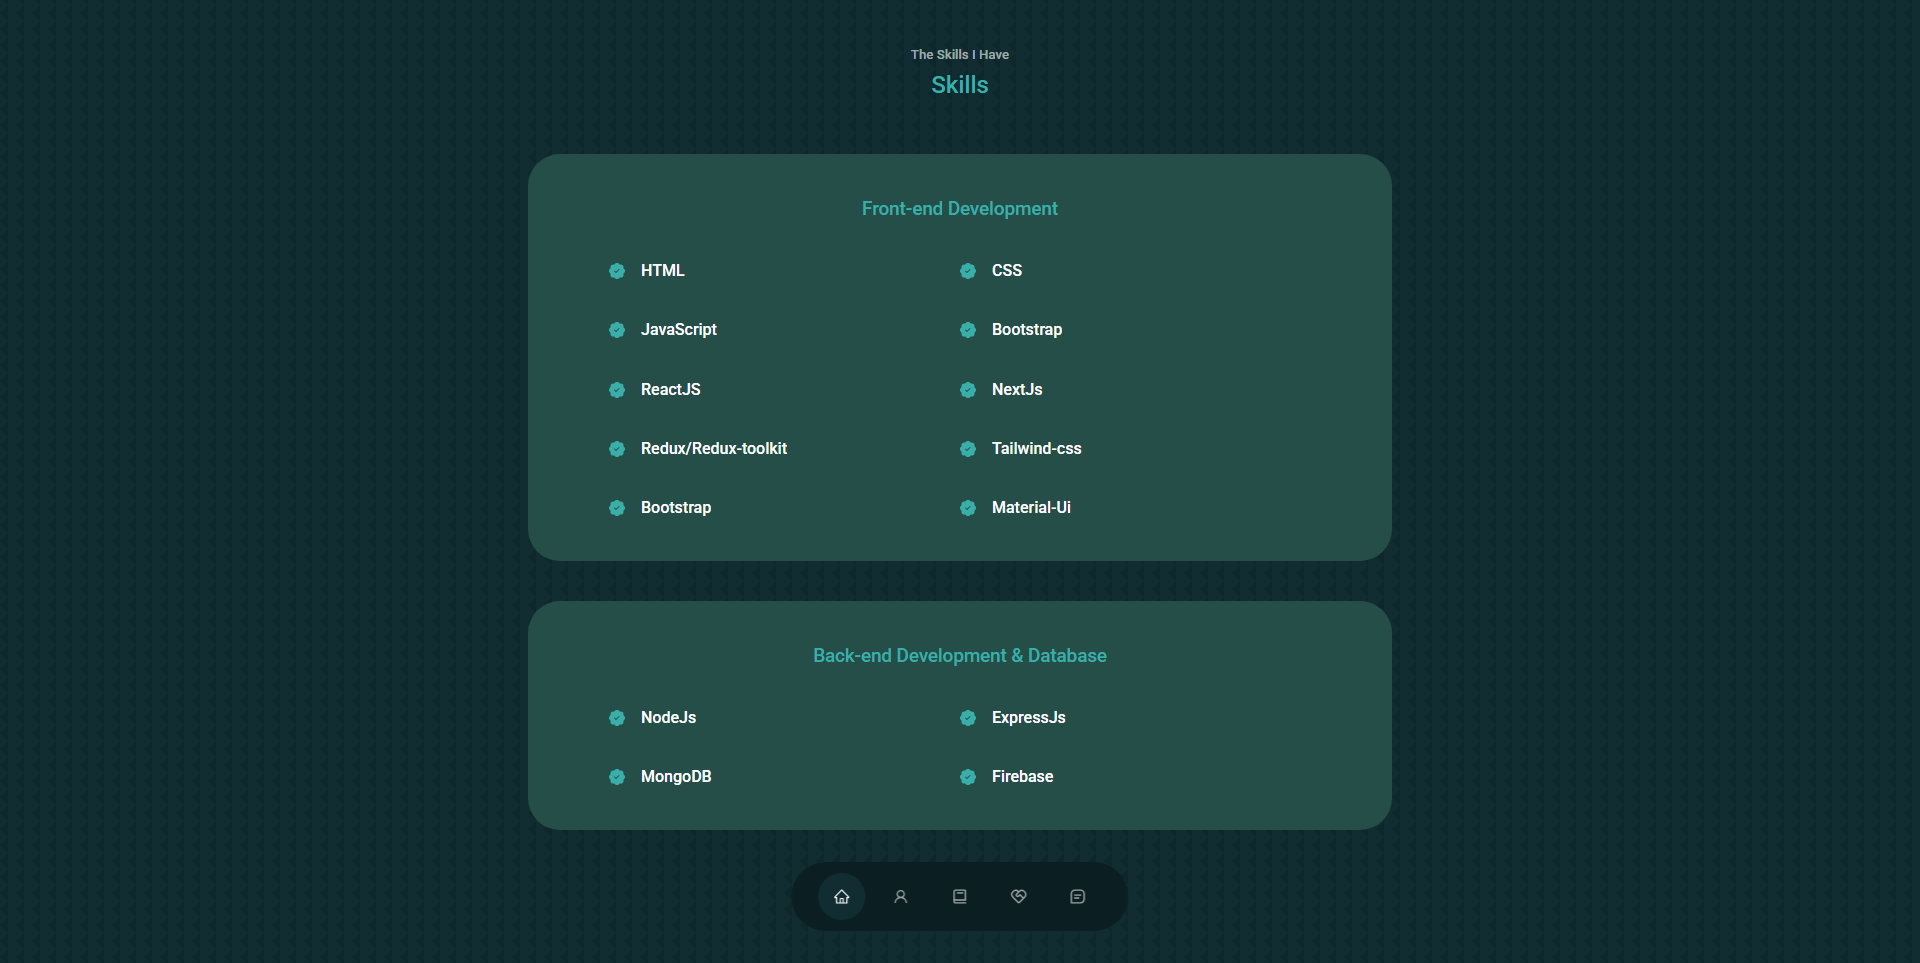 The Skills I Have
Skills
Front-end Development
HTML
CSS
JavaScript
Bootstrap
ReactJS
NextJs
Redux/Redux-toolkit
Tailwind-css
Bootstrap
Material-Ui
Back-end Development & Database
NodeJs
ExpressJs
MongoDB
Firebase